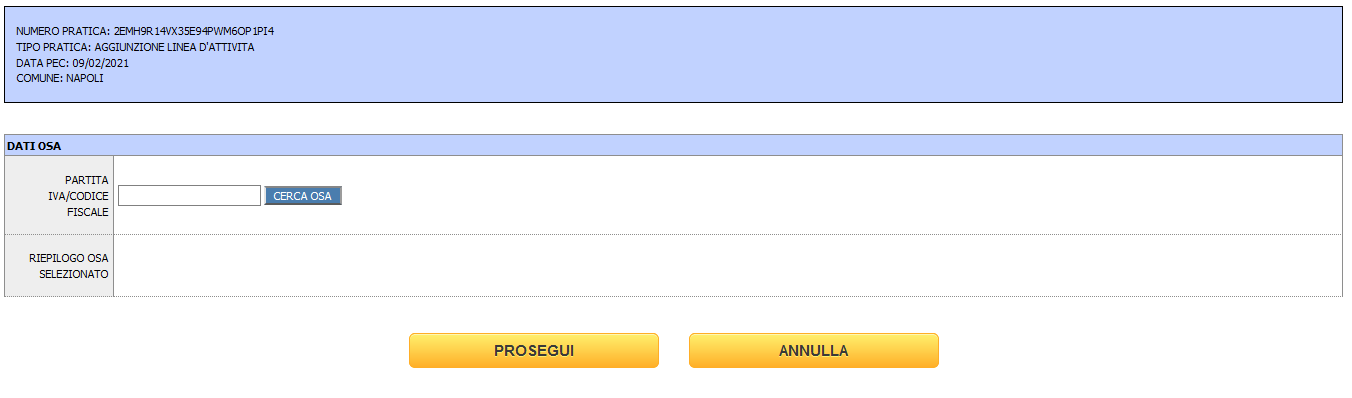 NUMERO PRATICA: 2EMH9R14VX35E94PWM6OP1PI4
TIPO PRATICA: AGGIUNZIONE LINEA D'ATTIVITA
DATA PEC: 09/02/2021
COMUNE: NAPOLI
DATI OSA
PARTITA
IVA/CODICE
FISCALE
CERCA OSA
RIEPILOGO OSA
SELEZIONATO
PROSEGUI
ANNULLA